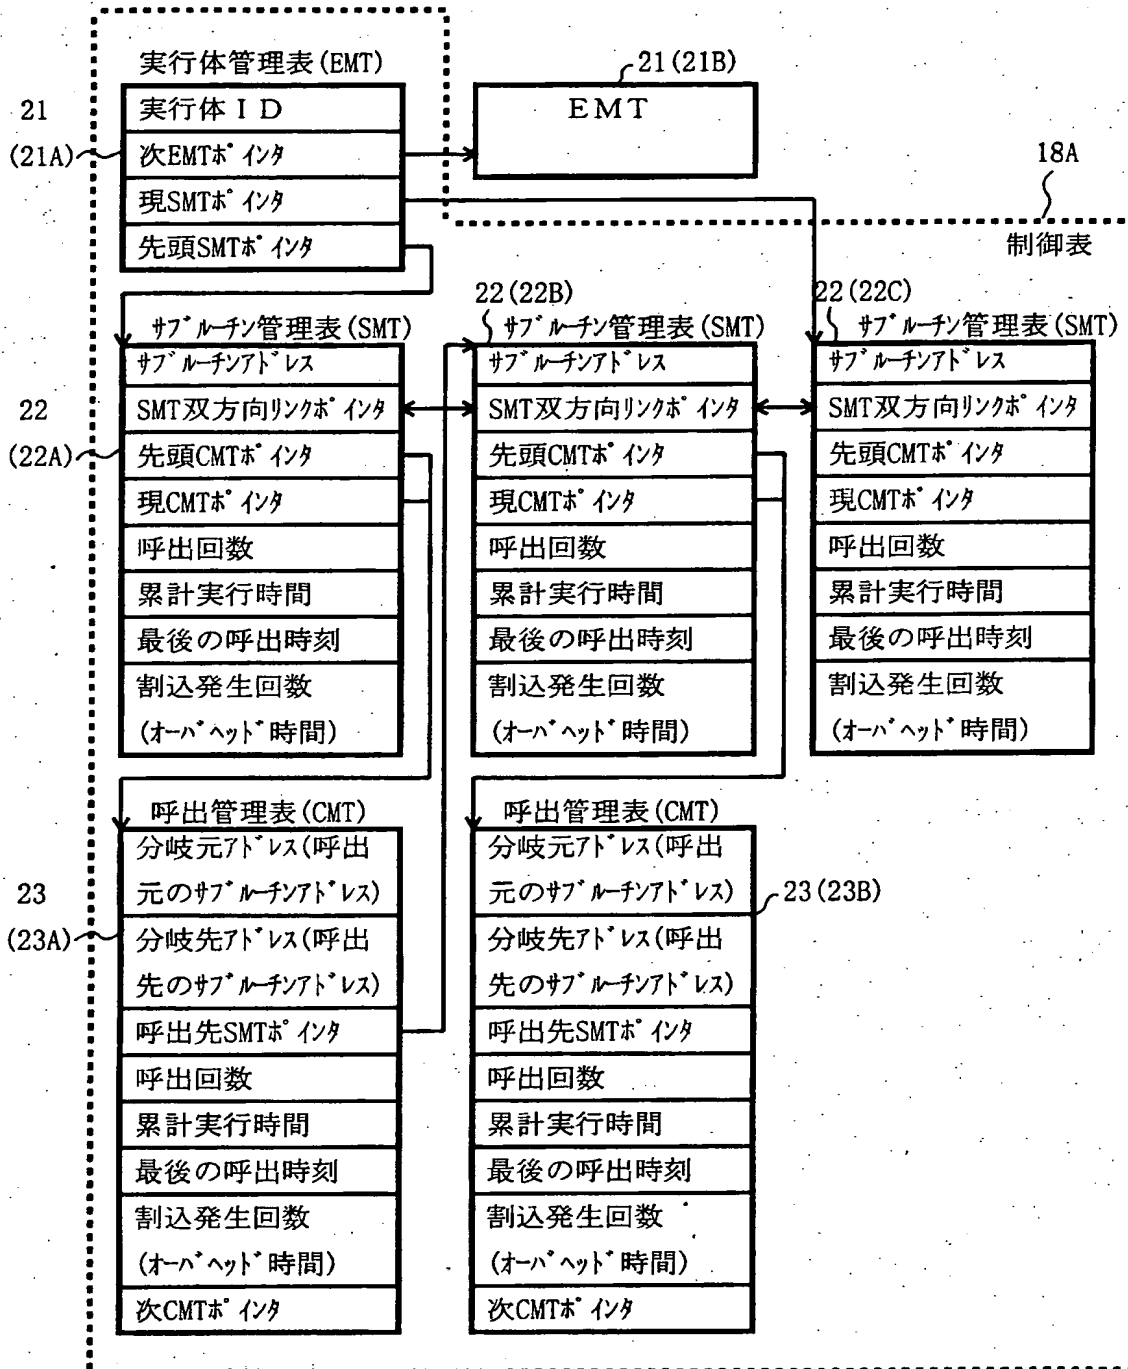 実行体管理表(EMT)
21(21B)
21
(21A)
実行体ID
次EMTポインタ
現SMTポインタ
先頭SMTポインタ
EMT
18A
制御表
22(22B)
22(22C)
サブルーチン管理表(SMT)
サブルーチン管理表(SMT)
サブルーチン管理表(SMT)
22
(22A)
サブルーチンアドレス
SMT双方向リンクポインタ
先頭CMTポインタ
現CMTポインタ
呼出回数
累計実行時間
最後の呼出時刻
割込発生回数
(オーバヘッド時間)
サブルーチンアドレス
SMT双方向リンクポインタ
先頭CMTポインタ
現CMTポインタ
呼出回数
累計実行時間
最後の呼出時刻
割込発生回数
(オーバヘッド時間)
サブルーチンアドレス
SMT双方向リンクポインタ
先頭CMTポインタ
現CMTポインタ
呼出回数
累計実行時間
最後の呼出時刻
割込発生回数
(オーバヘッド時間)
呼出管理表(CMT)
23
(23A)
分岐元アドレス(呼出
元のサブルーチンアドレス)
分岐先アドレス(呼出
先のサブルーチンアドレス)
呼出先SMTポインタ
呼出回数
累計実行時間
最後の呼出時刻
割込発生回数
(オーバヘッド時間)
次CMTポインタ
呼出管理表(CMT)
23(23B)
分岐元アドレス(呼出
元のサブルーチンアドレス)
分岐先アドレス(呼出
先のサブルーチンアドレス)
呼出先SMTポインタ
呼出回数
累計実行時間
最後の呼出時刻
割込発生回数
(オーバヘッド時間)
次CMTポインタ